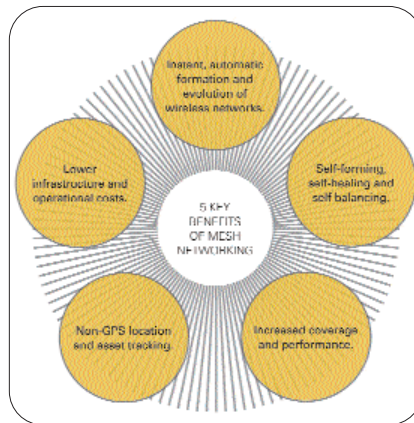 Instant, automatic
formation and
evolution of
wireless networks.
Lower
infrastructure and
operational costs.
Self-forming,
self-healing and
self balancing.
5 KEY
BENEFITS
OF MESH
NETWORKING
Non-GPS location
and asset tracking.
Increased coverage
and performance.